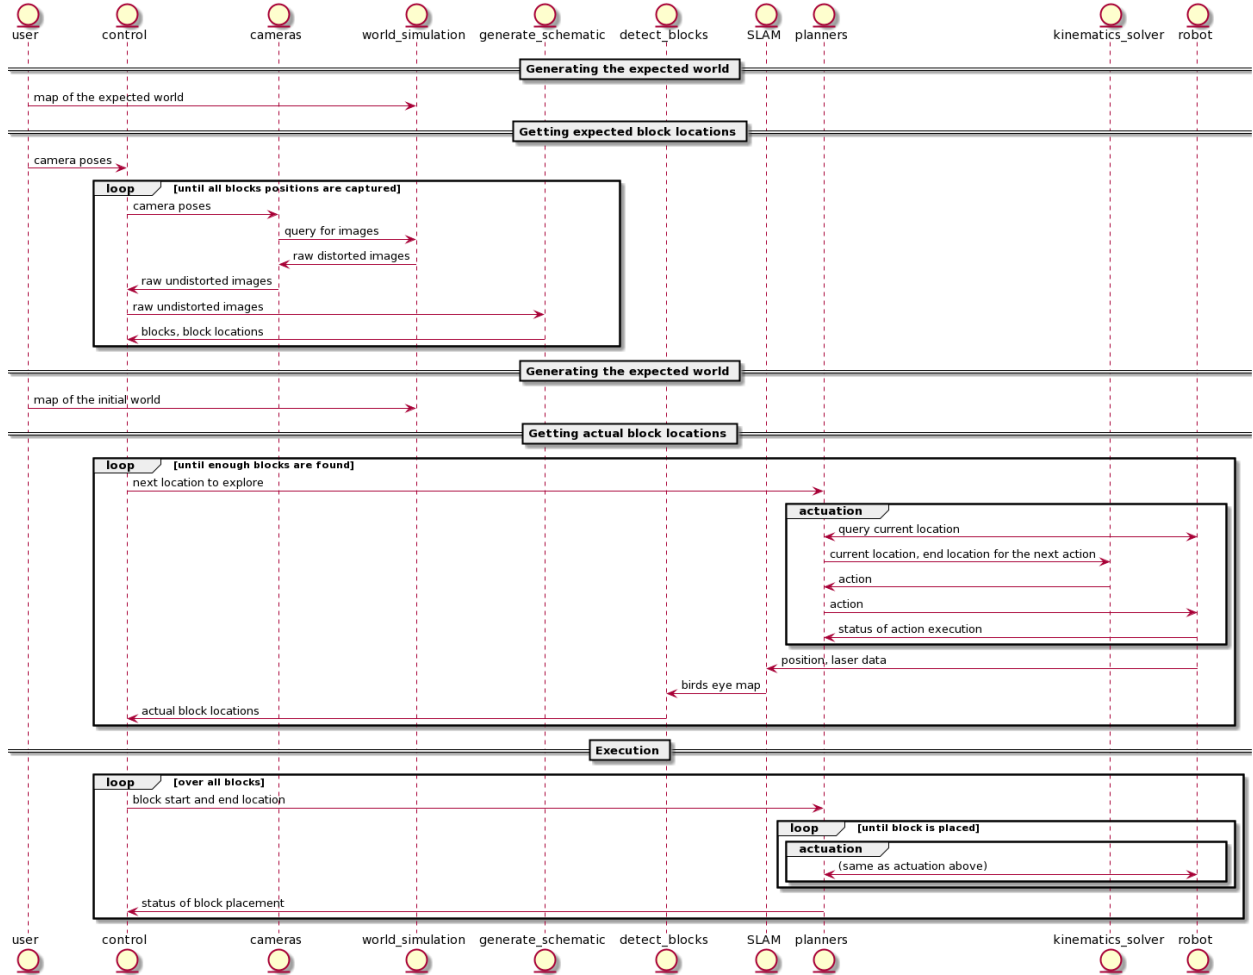 user control cameras world_simulation generate_schematic detect_blocks SLAM planners kinematics_solver robot
Generating the expected world
map of the expected world
Getting expected block locations
camera poses
loop [until all blocks positions are captured]
camera poses
query for images
raw distorted images
raw undistorted images
raw undistorted images
blocks, block locations
Generating the expected world
map of the initial world
Getting actual block locations
loop [until enough blocks are found]
next location to explore
actuation
query current location
current location, end location for the next action
action
action
status of action execution
position, laser data
birds eye map
actual block locations
Execution
loop [over all blocks]
block start and end location
loop [until block is placed]
actuation
(same as actuation above)
status of block placement
user control cameras world_simulation generate_schematic detect_blocks SLAM planners kinematics_solver robot